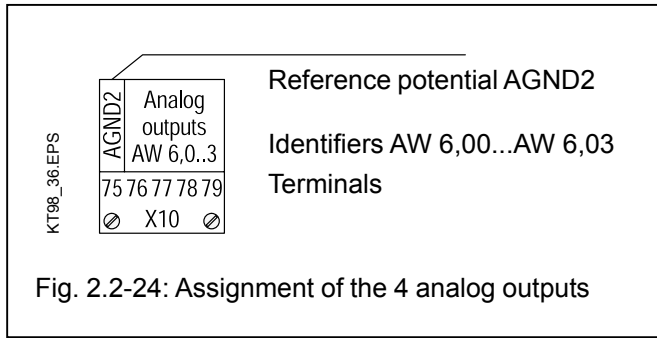 KT98_36.EPS
AGND2
Analog
outputs
AW 6,0..3
75 76 77 78 79
X10
Reference potential AGND2
Identifiers AW 6,00...AW 6,03
Terminals
Fig. 2.2-24: Assignment of the 4 analog outputs